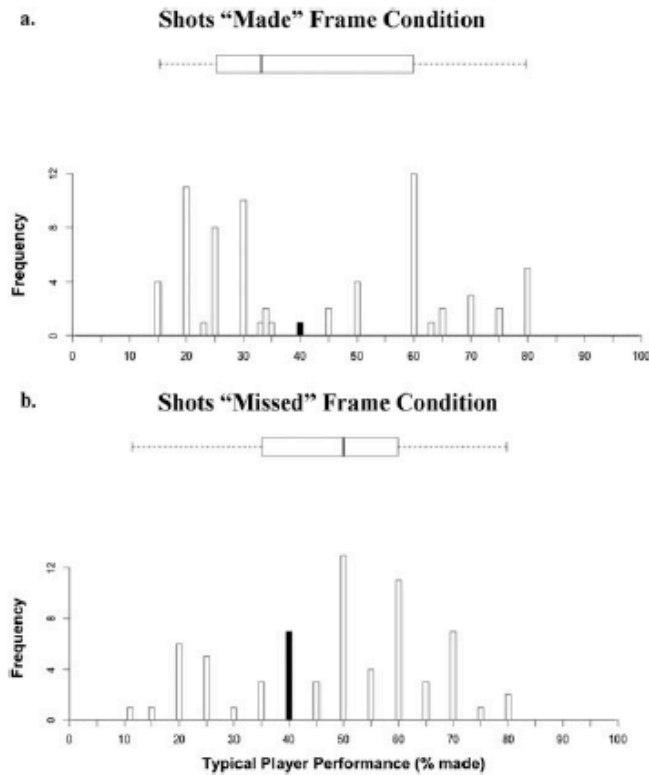 a.
Shots “Made” Frame Condition
12
8
4
0
Frequency
0 10 20 30 40 50 60 70 80 90 100
b.
Shots “Missed” Frame Condition
12
8
4
0
Frequency
0 10 20 30 40 50 60 70 80 90 100
Typical Player Performance (% made)